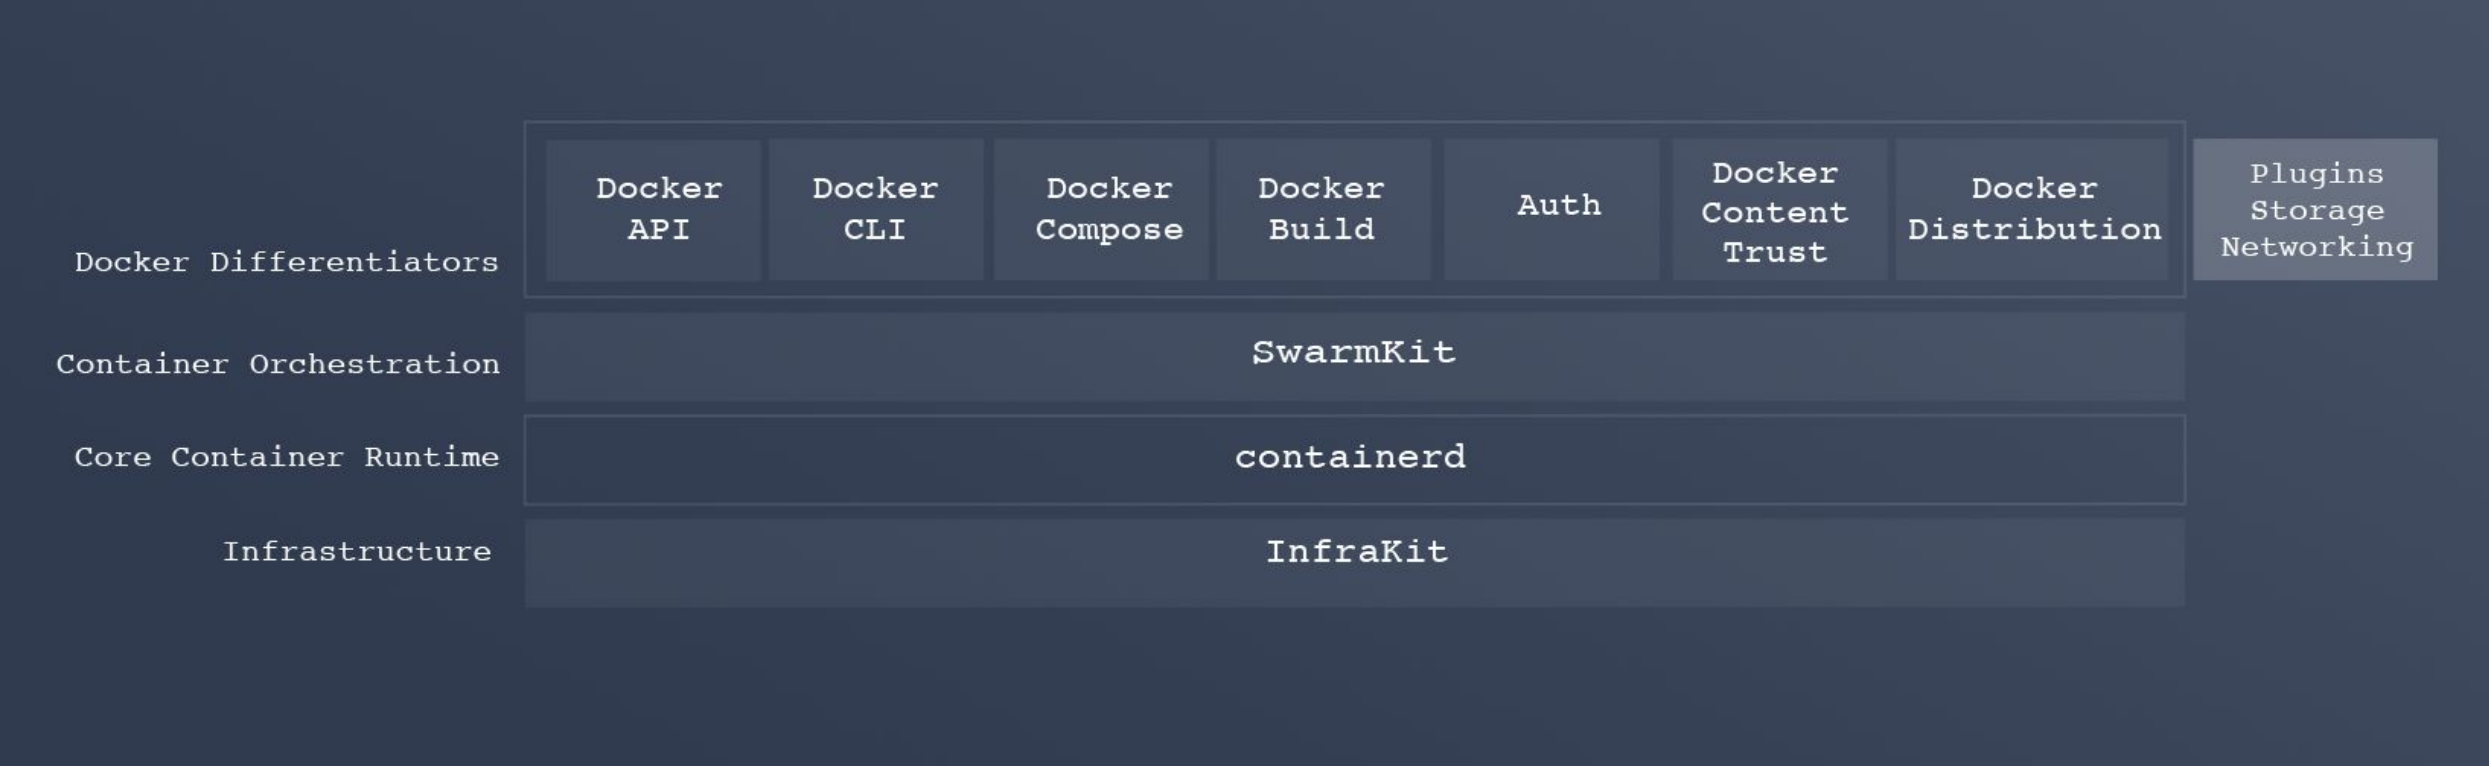 Docker Differentiators
Docker
API
Docker
CLI
Docker
Compose
Docker
Build
Auth
Docker
Content
Trust
Docker
Distribution
Plugins
Storage
Networking
Container Orchestration
SwarmKit
Core Container Runtime
containerd
Infrastructure
InfraKit